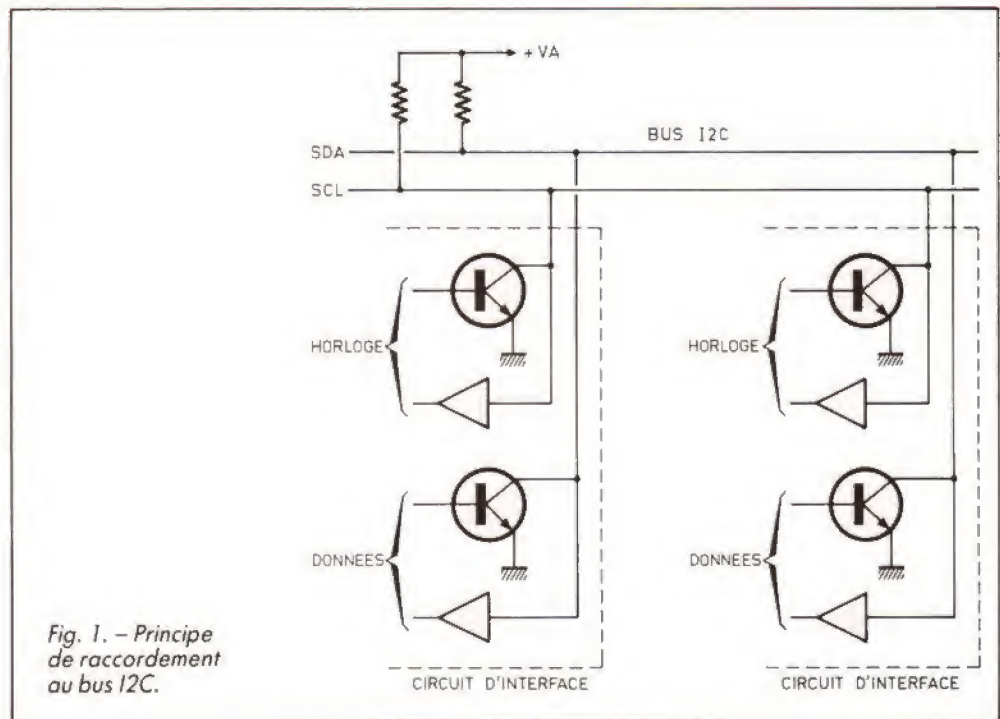 + VA
BUS I2C
SDA
SCL
HORLOGE
HORLOGE
DONNEES
DONNEES
Fig. 1. – Principe
de raccordement
au bus I2C.
CIRCUIT D'INTERFACE
CIRCUIT D'INTERFACE